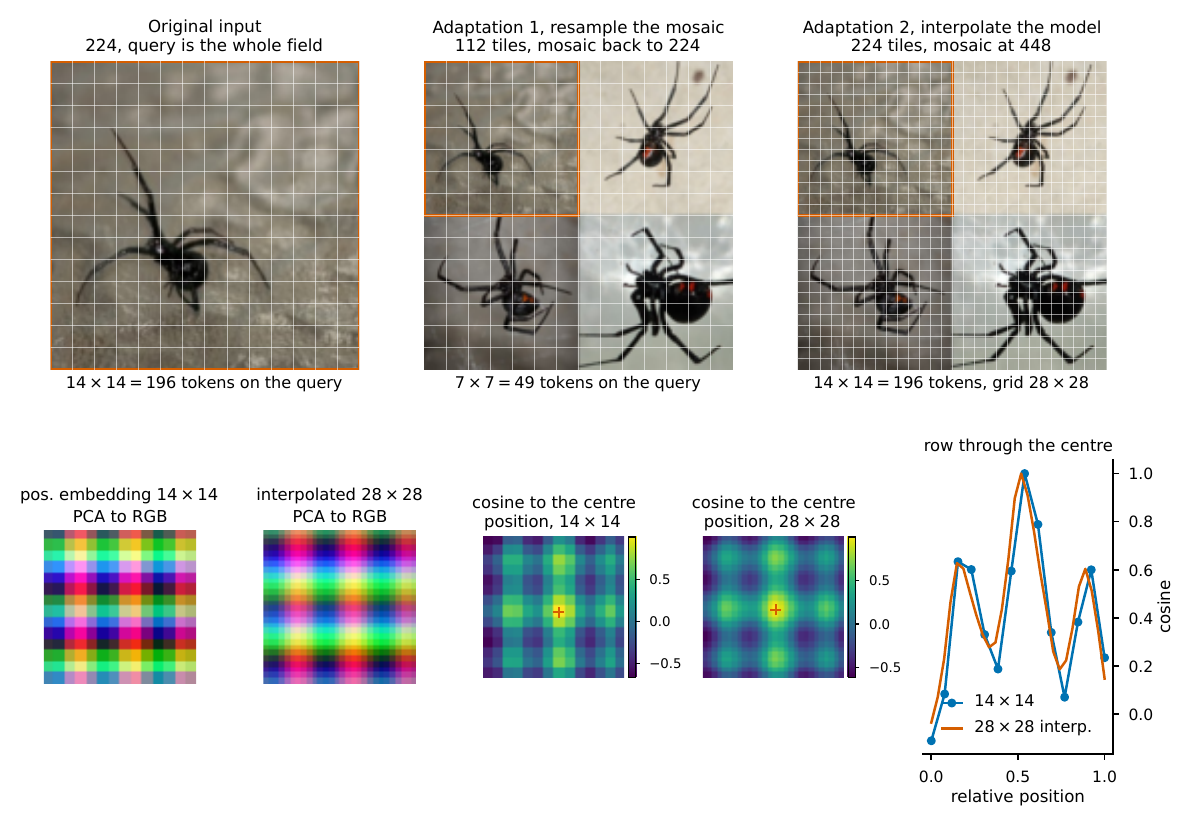 Original input
224, query is the whole field
Adaptation 1, resample the mosaic
112 tiles, mosaic back to 224
Adaptation 2, interpolate the model
224 tiles, mosaic at 448
14 × 14 = 196 tokens on the query
7 × 7 = 49 tokens on the query
14 × 14 = 196 tokens, grid 28 × 28
pos. embedding 14 × 14
PCA to RGB
interpolated 28 × 28
PCA to RGB
cosine to the centre
position, 14 × 14
0.5
0.0
−0.5
cosine to the centre
position, 28 × 28
0.5
0.0
−0.5
row through the centre
1.0
0.8
0.6
0.4
0.2
0.0
cosine
14 × 14
28 × 28 interp.
0.0
0.5
1.0
relative position